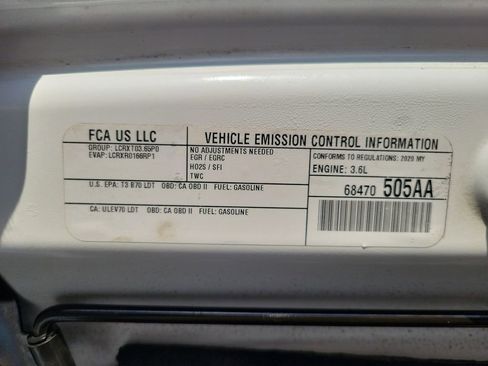 FCA US LLC
GROUP: LCRXT03.65P0
EVAP: LCRXR0166RP1
VEHICLE EMISSION CONTROL INFORMATION
NO ADJUSTMENTS NEEDED
EGR / EGRC
HO2S / SFI
TWC
CONFORMS TO REGULATIONS: 2020 MY
ENGINE: 3.6L
U.S. EPA: T3 B70 LDT OBD: CA OBD II FUEL: GASOLINE
68470 505AA
CA: ULEV70 LDT OBD: CA OBD II FUEL: GASOLINE